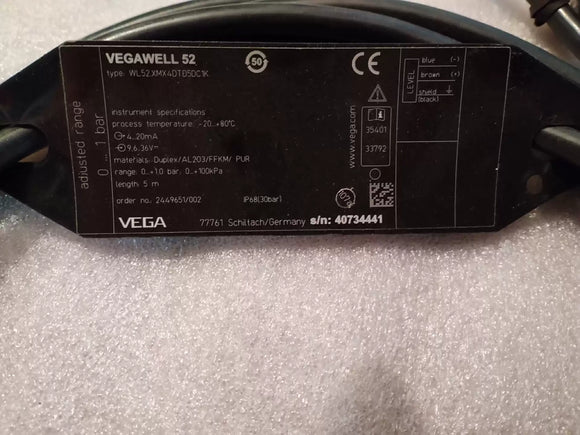 VEGAWELL 52
type: WL52.XMX4DTD5DC1K
50
CE
adjusted range
0 ... 1 bar
instrument specifications
process temperature: -20...+80°C
4...20mA
9,6..36V
materials: Duplex/AL203/FFKM/ PUR
range: 0...+1.0 bar; 0...+100kPa
length: 5 m
order no.: 2449651/002
IP68(30bar)
VEGA
77761 Schiltach/Germany
s/n: 40734441
www.vega.com
35401
33792
LEVEL
blue (-)
brown (+)
shield
(black)